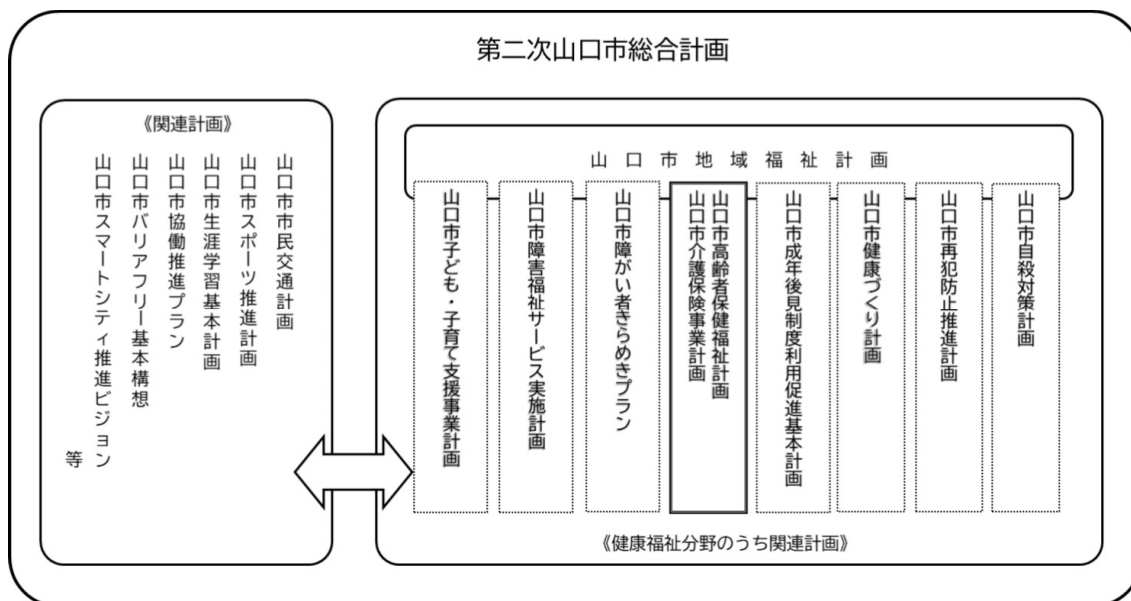 第二次山口市総合計画
《関連計画》
山口市市民交通計画
山口市スポーツ推進計画
山口市生涯学習基本計画
山口市協働推進プラン
山口市バリアフリー基本構想
山口市スマートシティ推進ビジョン
等
山口市地域福祉計画
山口市自殺対策計画
山口市再犯防止推進計画
山口市健康づくり計画
山口市成年後見制度利用促進基本計画
山口市高齢者保健福祉計画
山口市介護保険事業計画
山口市障がい者きらめきプラン
山口市障害福祉サービス実施計画
山口市子ども・子育て支援事業計画
《健康福祉分野のうち関連計画》